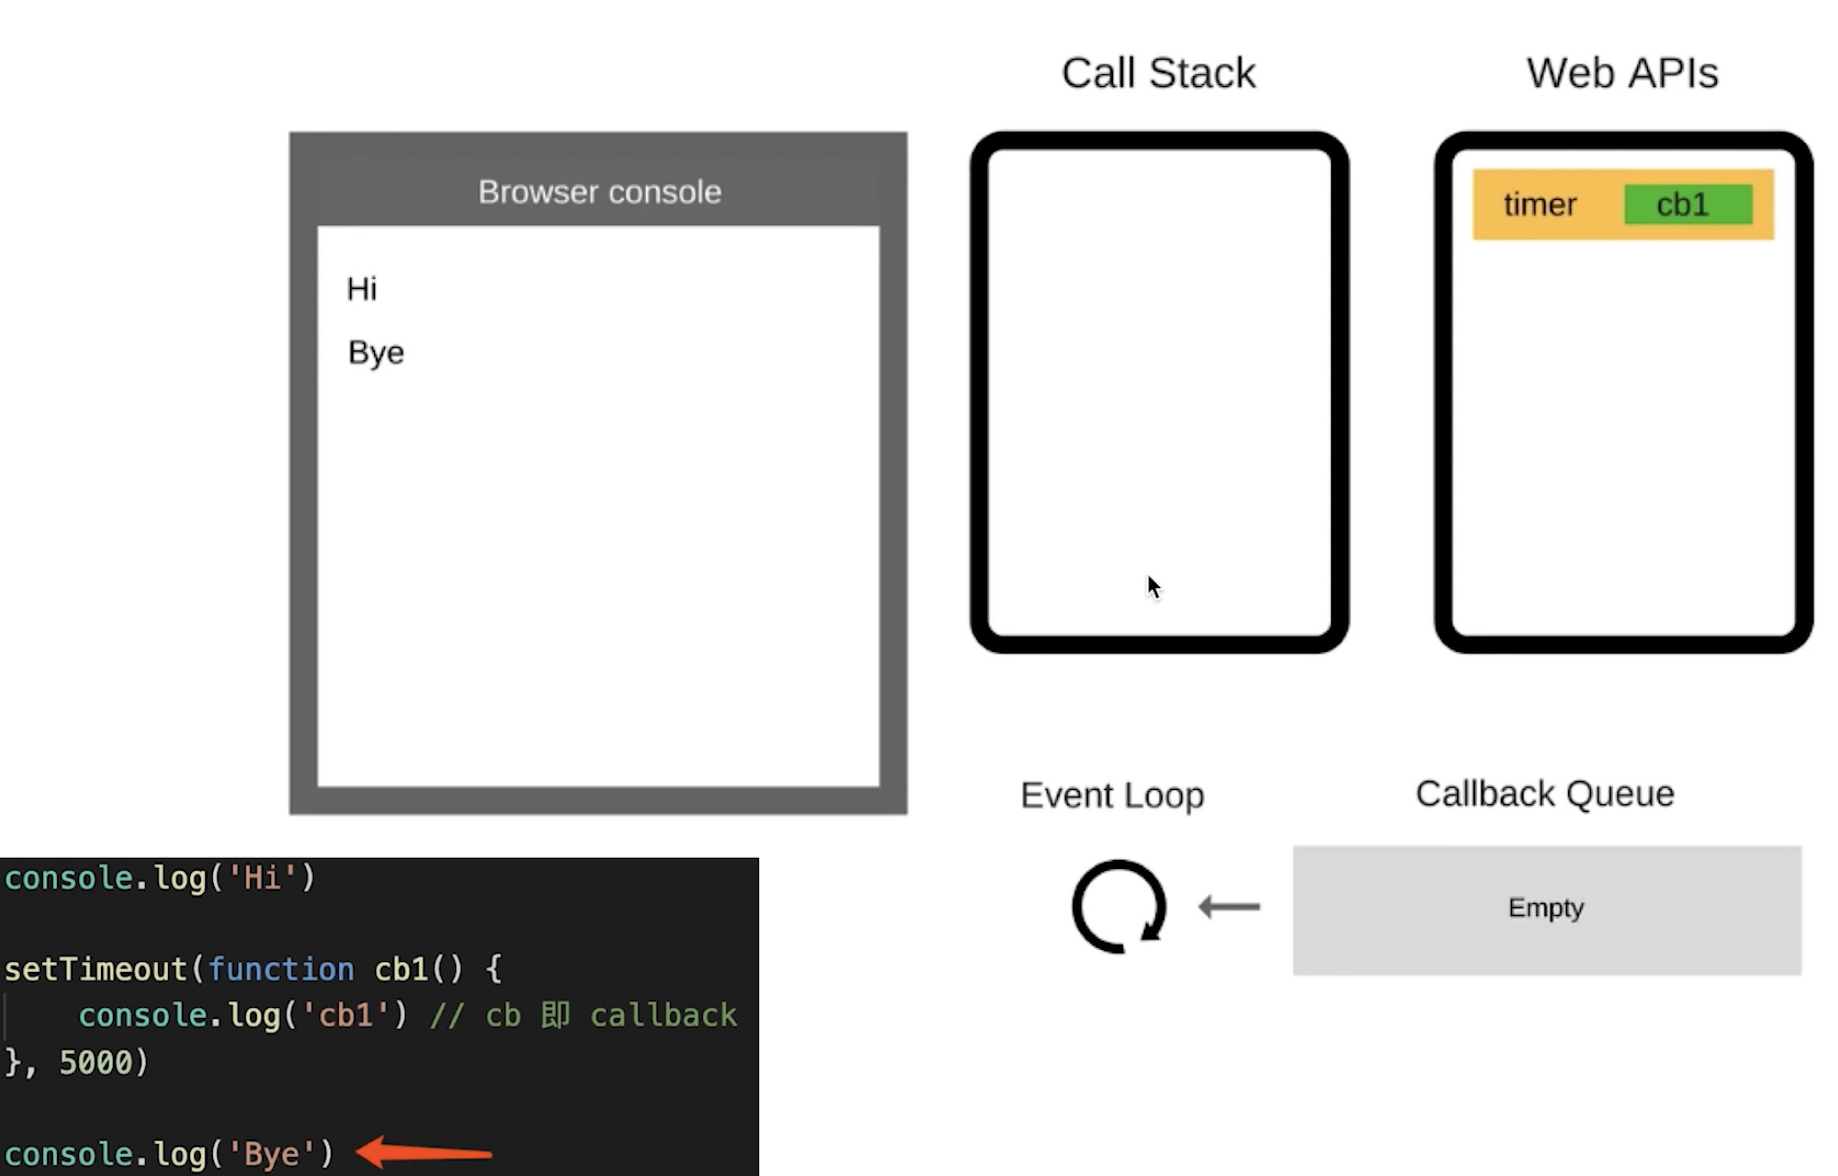 Call Stack
Web APIs
Browser console
timer
cb1
Hi
Bye
Event Loop
Callback Queue
Empty
console.log('Hi')
setTimeout(function cb1() {
    console.log('cb1') // cb 即 callback
}, 5000)
console.log('Bye')